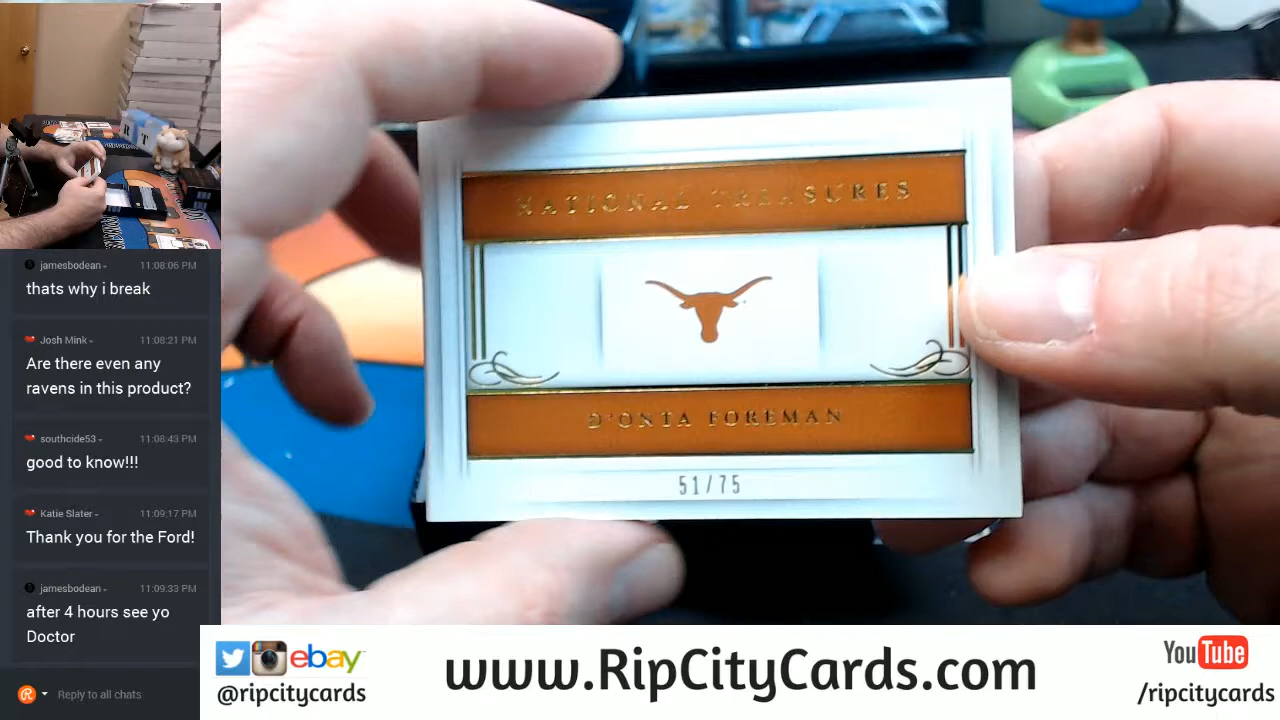 jamesbodean
11:08:06 PM
thats why i break
Josh Mink
11:08:21 PM
Are there even any
ravens in this product?
southcide53
11:08:43 PM
good to know!!!
Katie Slater
11:09:17 PM
Thank you for the Ford!
jamesbodean
11:09:33 PM
after 4 hours see yo
Doctor
Reply to all chats
NATIONAL TREASURES
D'ONTA FOREMAN
51/75
ebay
@ripcitycards
www.RipCityCards.com
YouTube
/ripcitycards